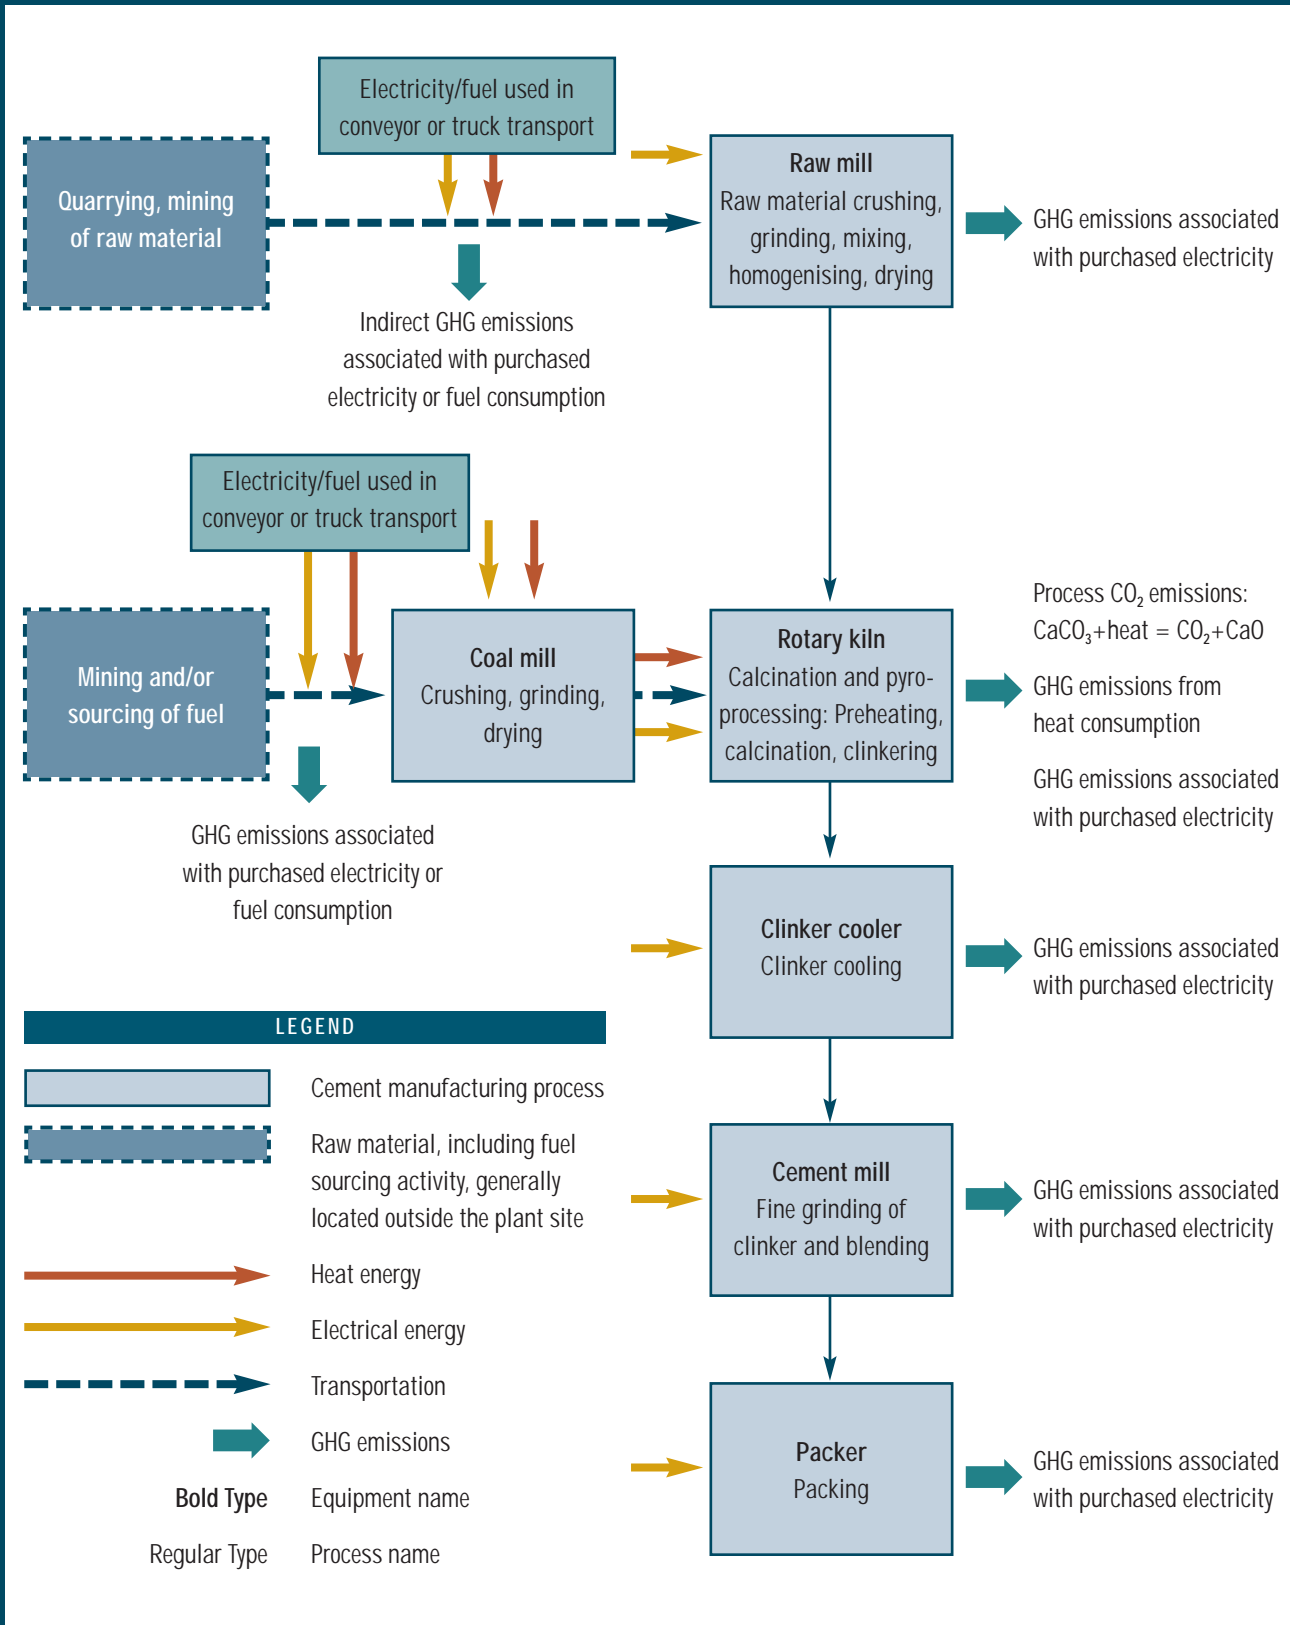 Electricity/fuel used in
conveyor or truck transport
Quarrying, mining
of raw material
Raw mill
Raw material crushing,
grinding, mixing,
homogenising, drying
GHG emissions associated
with purchased electricity
Indirect GHG emissions
associated with purchased
electricity or fuel consumption
Electricity/fuel used in
conveyor or truck transport
Mining and/or
sourcing of fuel
Coal mill
Crushing, grinding,
drying
Rotary kiln
Calcination and pyro-
processing: Preheating,
calcination, clinkering
Process CO₂ emissions:
CaCO₃+heat = CO₂+CaO
GHG emissions from
heat consumption
GHG emissions associated
with purchased electricity
GHG emissions associated
with purchased electricity or
fuel consumption
Clinker cooler
Clinker cooling
GHG emissions associated
with purchased electricity
Cement mill
Fine grinding of
clinker and blending
GHG emissions associated
with purchased electricity
Packer
Packing
GHG emissions associated
with purchased electricity
LEGEND
Cement manufacturing process
Raw material, including fuel
sourcing activity, generally
located outside the plant site
Heat energy
Electrical energy
Transportation
GHG emissions
Bold Type Equipment name
Regular Type Process name